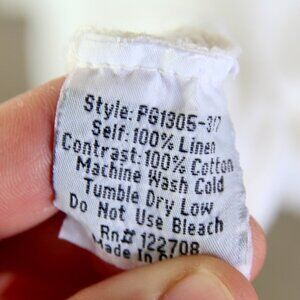 Style: PG1305-317
Self: 100% Linen
Contrast: 100% Cotton
Machine Wash Cold
Tumble Dry Low
Do Not Use Bleach
Rn# 122708
Made In